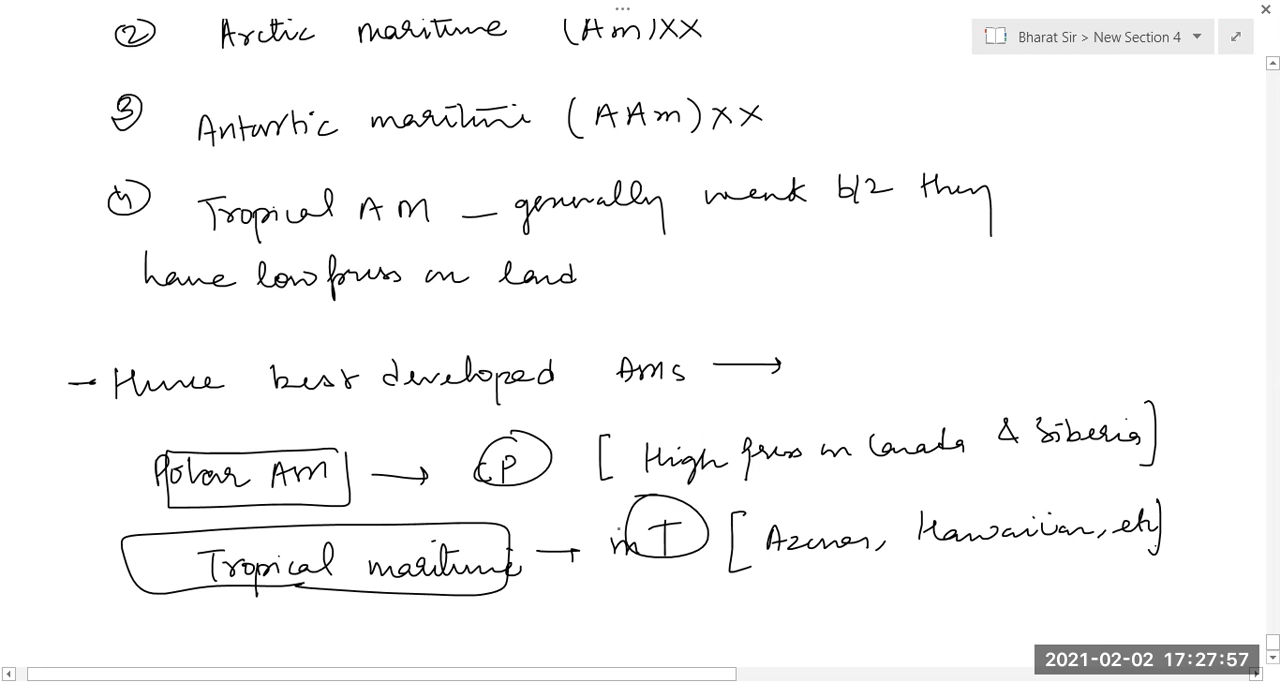 ② Arctic maritime (Am)XX
Bharat Sir > New Section 4
③ Antartic maritime (AAm)XX
④ Tropical AM – generally weak b/z they
have low press on land
– Hence best developed AMs →
Polar AM → cP [High press on Canada & Siberia]
Tropical maritime → mT [Azores, Hawaiian, etc]
2021-02-02 17:27:57